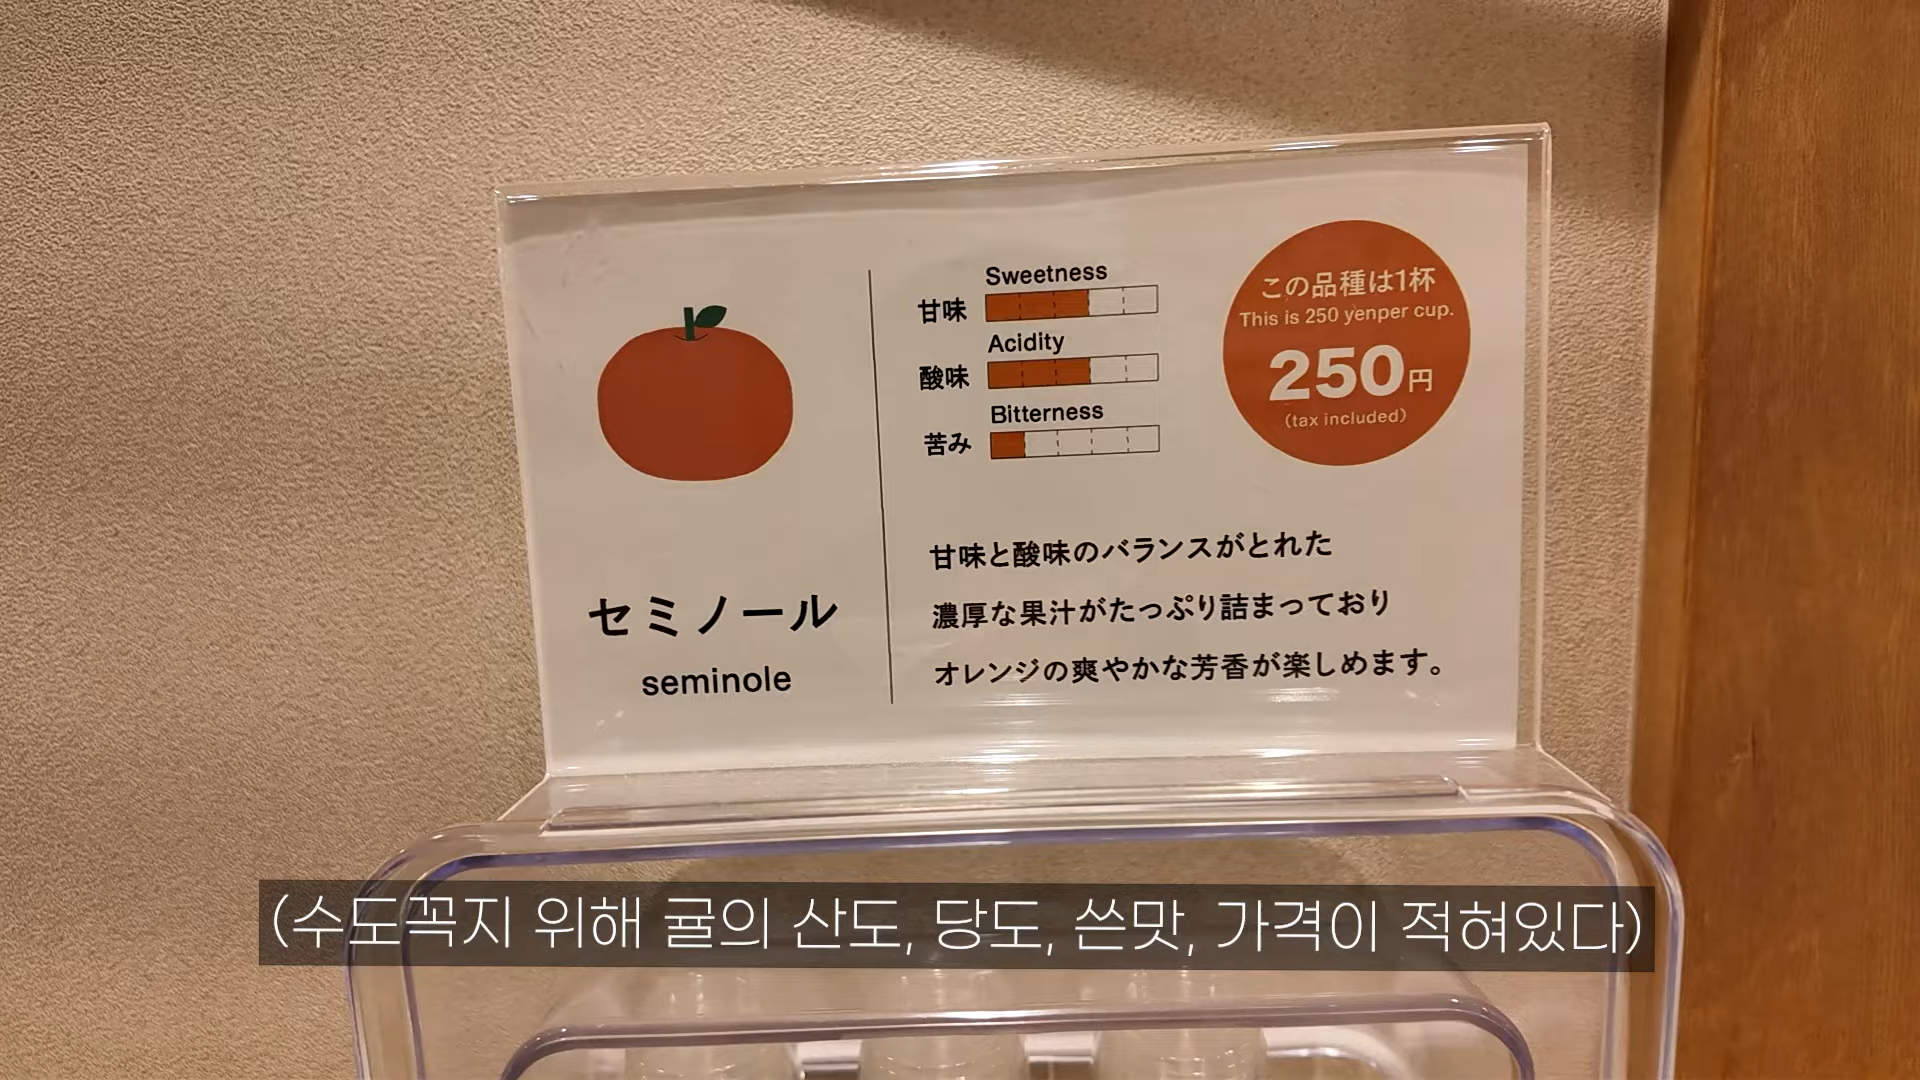 セミノール
seminole
Sweetness
甘味
Acidity
酸味
Bitterness
苦み
この品種は1杯
This is 250 yenper cup.
250円
(tax included)
甘味と酸味のバランスがとれた
濃厚な果汁がたっぷり詰まっており
オレンジの爽やかな芳香が楽しめます。
(수도꼭지 위해 귤의 산도, 당도, 쓴맛, 가격이 적혀있다)